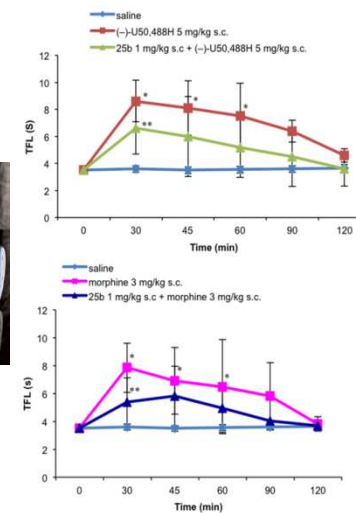 saline
(–)-U50,488H 5 mg/kg s.c.
25b 1 mg/kg s.c + (–)-U50,488H 5 mg/kg s.c.
TFL (S)
12
10
8
6
4
2
0
*
*
*
**
0 30 45 60 90 120
Time (min)
saline
morphine 3 mg/kg s.c.
25b 1 mg/kg s.c + morphine 3 mg/kg s.c.
TFL (s)
12
10
8
6
4
2
0
*
*
*
**
0 30 45 60 90 120
Time (min)